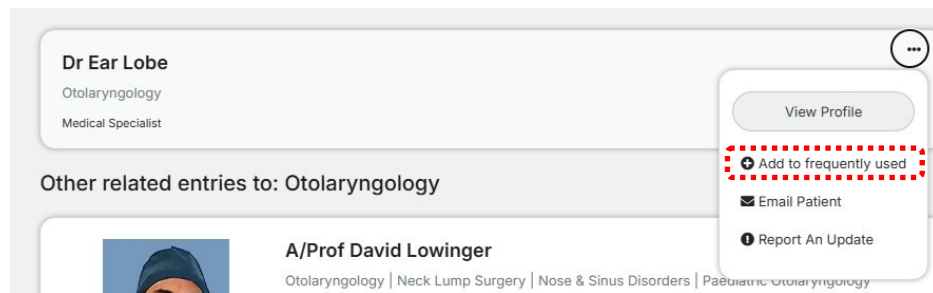 Dr Ear Lobe
Otolaryngology
Medical Specialist
View Profile
Add to frequently used
Email Patient
Report An Update
Other related entries to: Otolaryngology
A/Prof David Lowinger
Otolaryngology | Neck Lump Surgery | Nose & Sinus Disorders | Paediatric Otolaryngology